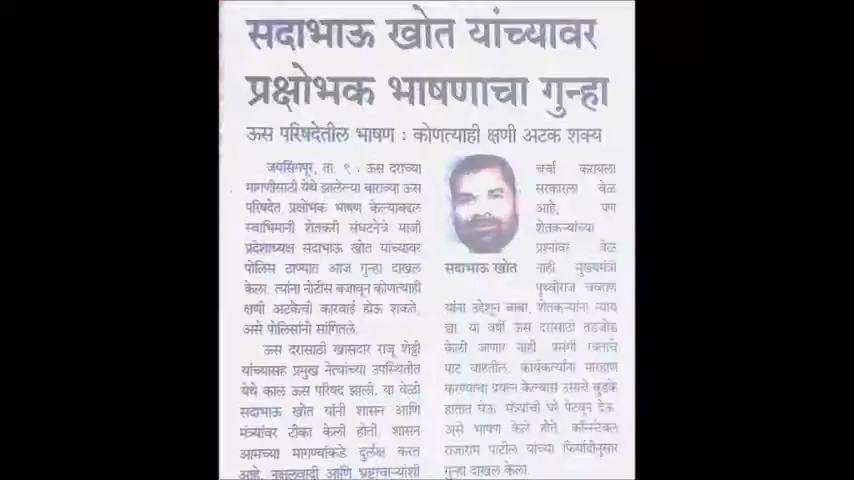 सदाभाऊ खोत यांच्यावर
प्रक्षोभक भाषणाचा गुन्हा
ऊस परिषदेतील भाषण : कोणत्याही क्षणी अटक शक्य
जयसिंगपूर, ता. ९ : ऊस दराच्या
मागणीसाठी येथे झालेल्या बाराव्या ऊस
परिषदेत प्रक्षोभक भाषण केल्याबद्दल
स्वाभिमानी शेतकरी संघटनेचे माजी
प्रदेशाध्यक्ष सदाभाऊ खोत यांच्यावर
पोलिस ठाण्यात आज गुन्हा दाखल
केला. त्यांना नोटीस बजावून कोणत्याही
क्षणी अटकेची कारवाई होऊ शकते,
असे पोलिसांनी सांगितले.
ऊस दरासाठी खासदार राजू शेट्टी
यांच्यासह प्रमुख नेत्यांच्या उपस्थितीत
येथे काल ऊस परिषद झाली. या वेळी
सदाभाऊ खोत यांनी शासन आणि
मंत्र्यांवर टीका केली होती. शासन
आमच्या मागण्यांकडे दुर्लक्ष करत
आहे. नक्षलवादी आणि भ्रष्टाचाऱ्यांशी
सदाभाऊ खोत
चर्चा करायला
सरकारला वेळ
आहे, पण
शेतकऱ्यांच्या
प्रश्नांवर वेळ
नाही मुख्यमंत्री
पृथ्वीराज चव्हाण
यांना उद्देशून बाबा, शेतकऱ्यांना न्याय
द्या. या वर्षी ऊस दरासाठी तडजोड
केली जाणार नाही प्रसंगी रक्ताचे
पाट वाहतील. कार्यकर्त्यांना मारहाण
करण्याचा प्रयत्न केल्यास उसाचे बुडके
हातात घेऊ मंत्र्यांची घरे पेटवून देऊ
असे भाषण केले होते. कॉन्स्टेबल
राजाराम पाटील यांच्या फिर्यादीनुसार
गुन्हा दाखल केला.